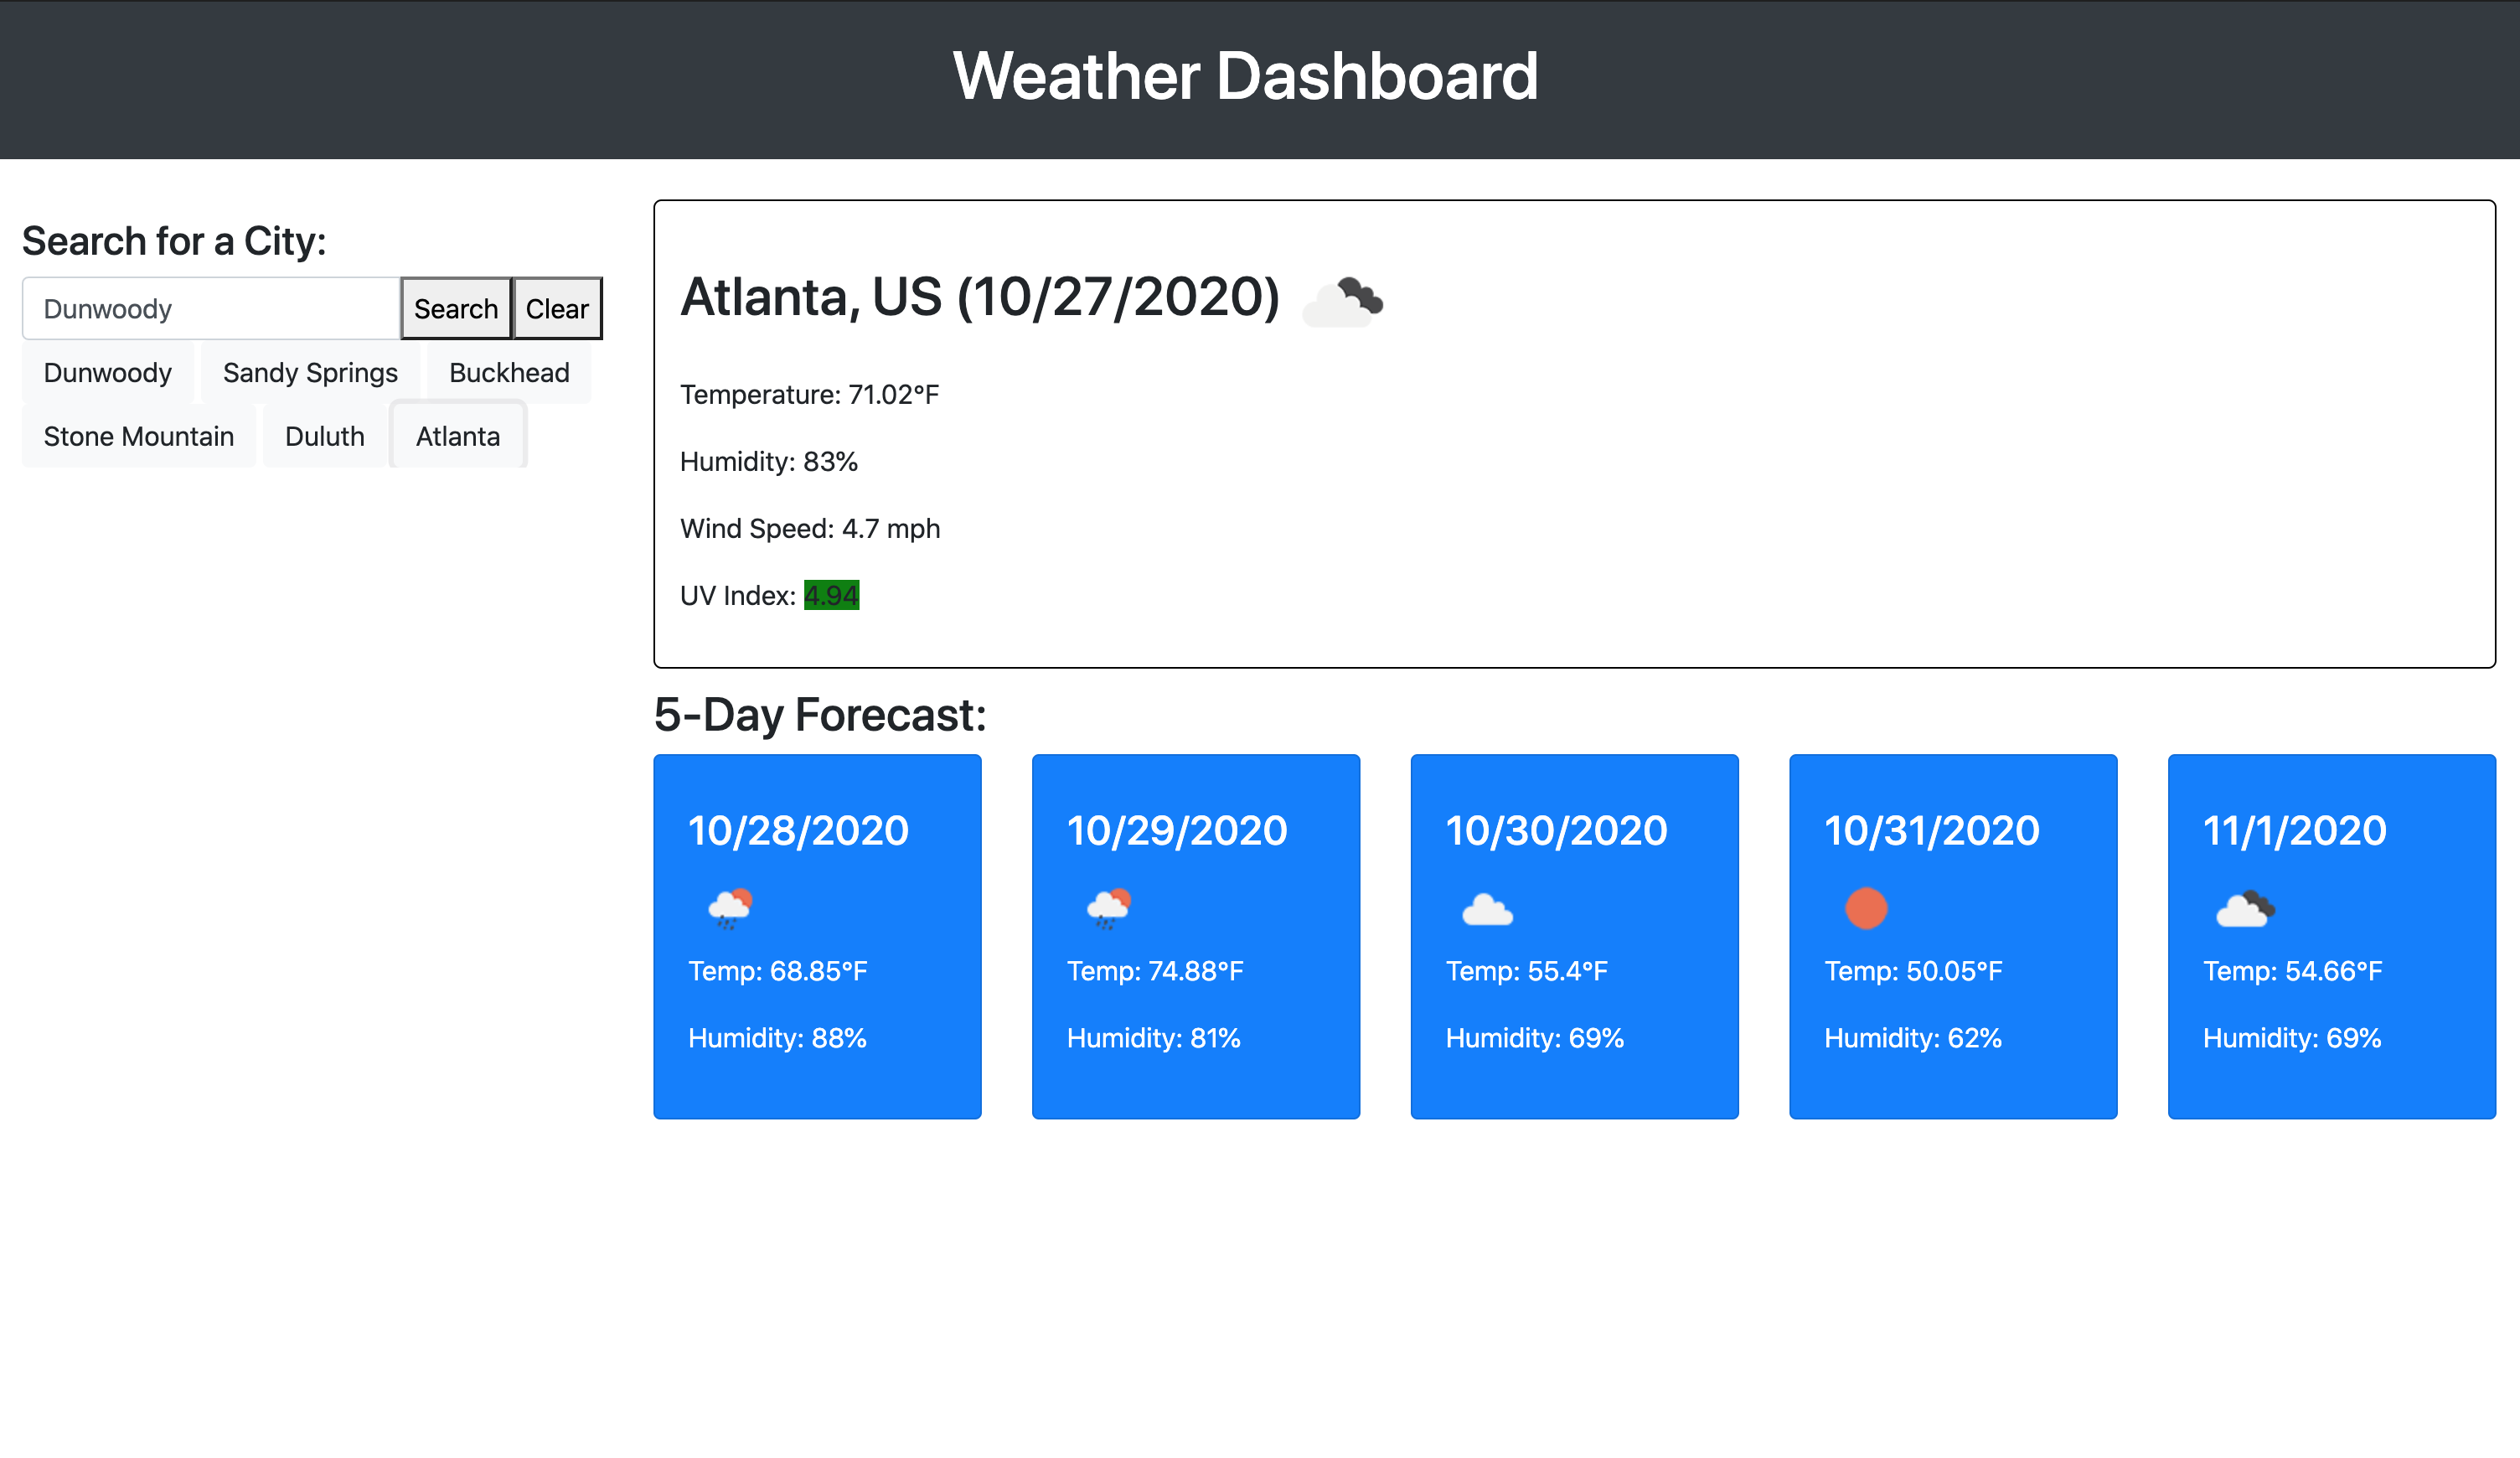 Weather Dashboard
Search for a City:
Dunwoody Search Clear
Dunwoody Sandy Springs Buckhead
Stone Mountain Duluth Atlanta
Atlanta, US (10/27/2020)
Temperature: 71.02°F
Humidity: 83%
Wind Speed: 4.7 mph
UV Index: 4.94
5-Day Forecast:
10/28/2020
Temp: 68.85°F
Humidity: 88%
10/29/2020
Temp: 74.88°F
Humidity: 81%
10/30/2020
Temp: 55.4°F
Humidity: 69%
10/31/2020
Temp: 50.05°F
Humidity: 62%
11/1/2020
Temp: 54.66°F
Humidity: 69%